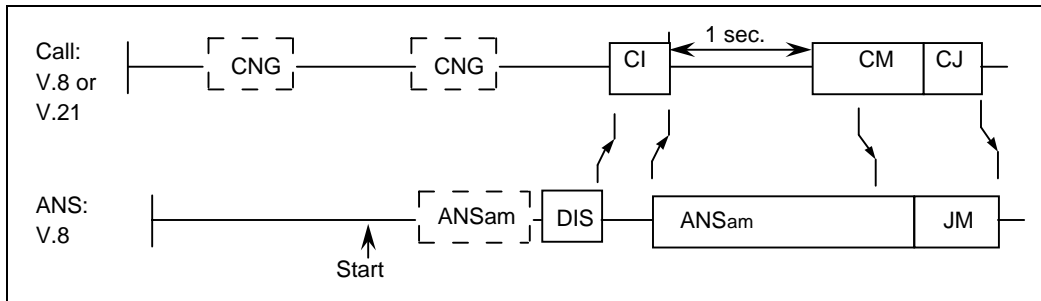 Call:
V.8 or
V.21
CNG
CNG
CI
1 sec.
CM
CJ
ANS:
V.8
ANSam
DIS
ANSam
JM
Start